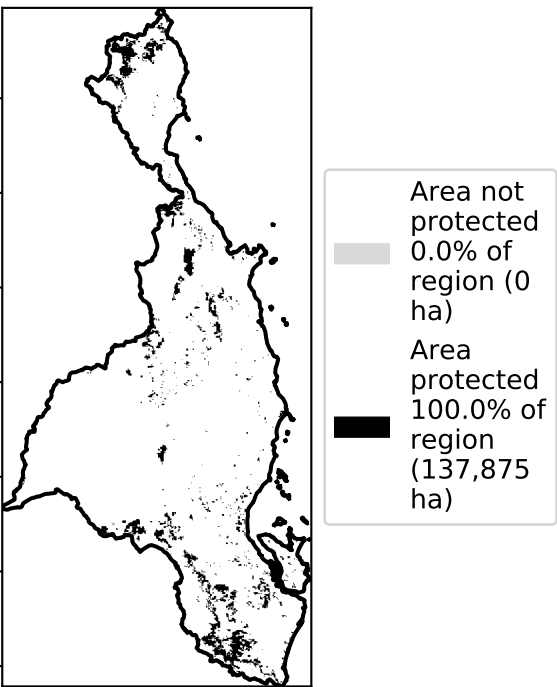 Area not
protected
0.0% of
region (0
ha)
Area
protected
100.0% of
region
(137,875
ha)